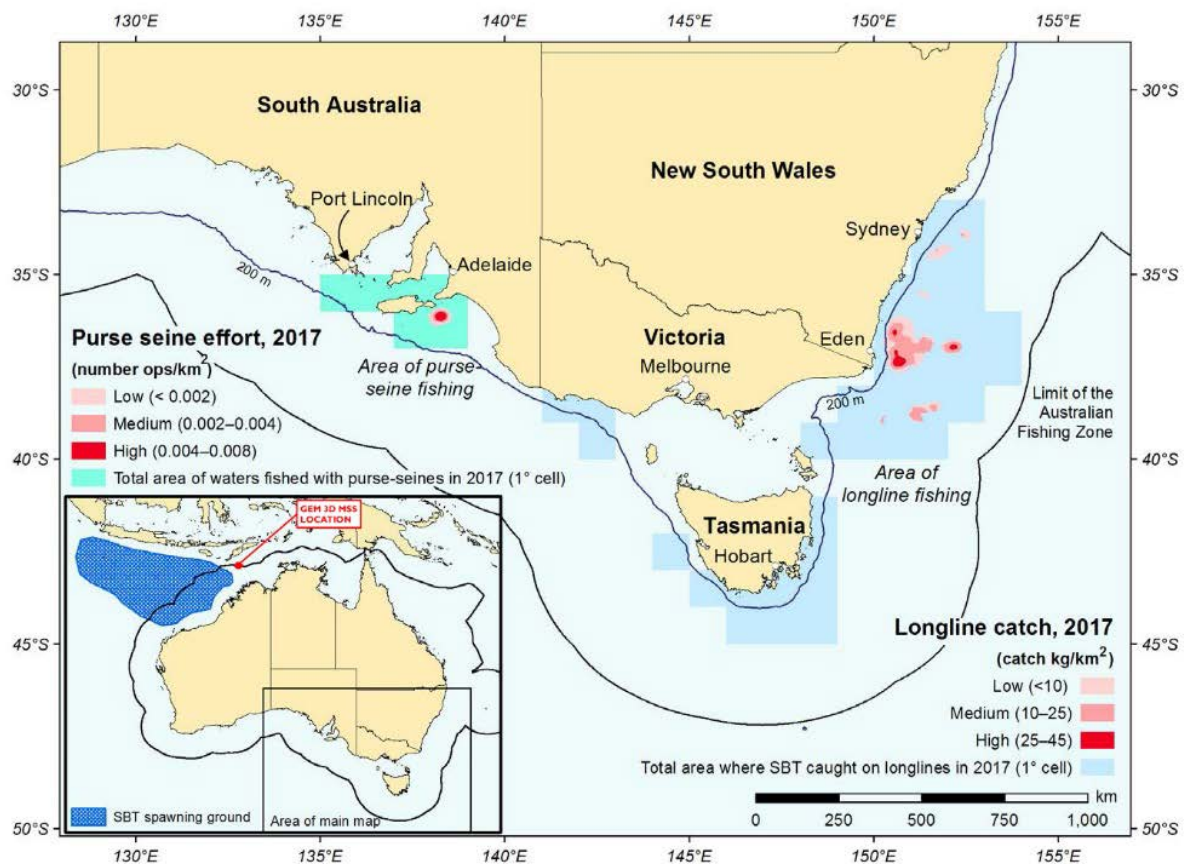 130°E 135°E 140°E 145°E 150°E 155°E
30°S 30°S
South Australia
New South Wales
Port Lincoln
Sydney
35°S 35°S
Adelaide
200 m
Purse seine effort, 2017
(number ops/km²)
Low (< 0.002)
Medium (0.002–0.004)
High (0.004–0.008)
Total area of waters fished with purse-seines in 2017 (1° cell)
Area of purse-
seine fishing
Victoria
Melbourne
Eden
200 m
Limit of the
Australian
Fishing Zone
40°S 40°S
Area of
longline fishing
Tasmania
Hobart
GEM 3D MSS
LOCATION
SBT spawning ground
Area of main map
45°S 45°S
Longline catch, 2017
(catch kg/km²)
Low (<10)
Medium (10–25)
High (25–45)
Total area where SBT caught on longlines in 2017 (1° cell)
km
0 250 500 750 1,000
50°S 50°S
130°E 135°E 140°E 145°E 150°E 155°E